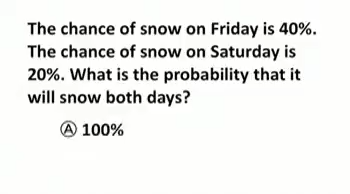 The chance of snow on Friday is 40%.
The chance of snow on Saturday is
20%. What is the probability that it
will snow both days?
Ⓐ 100%